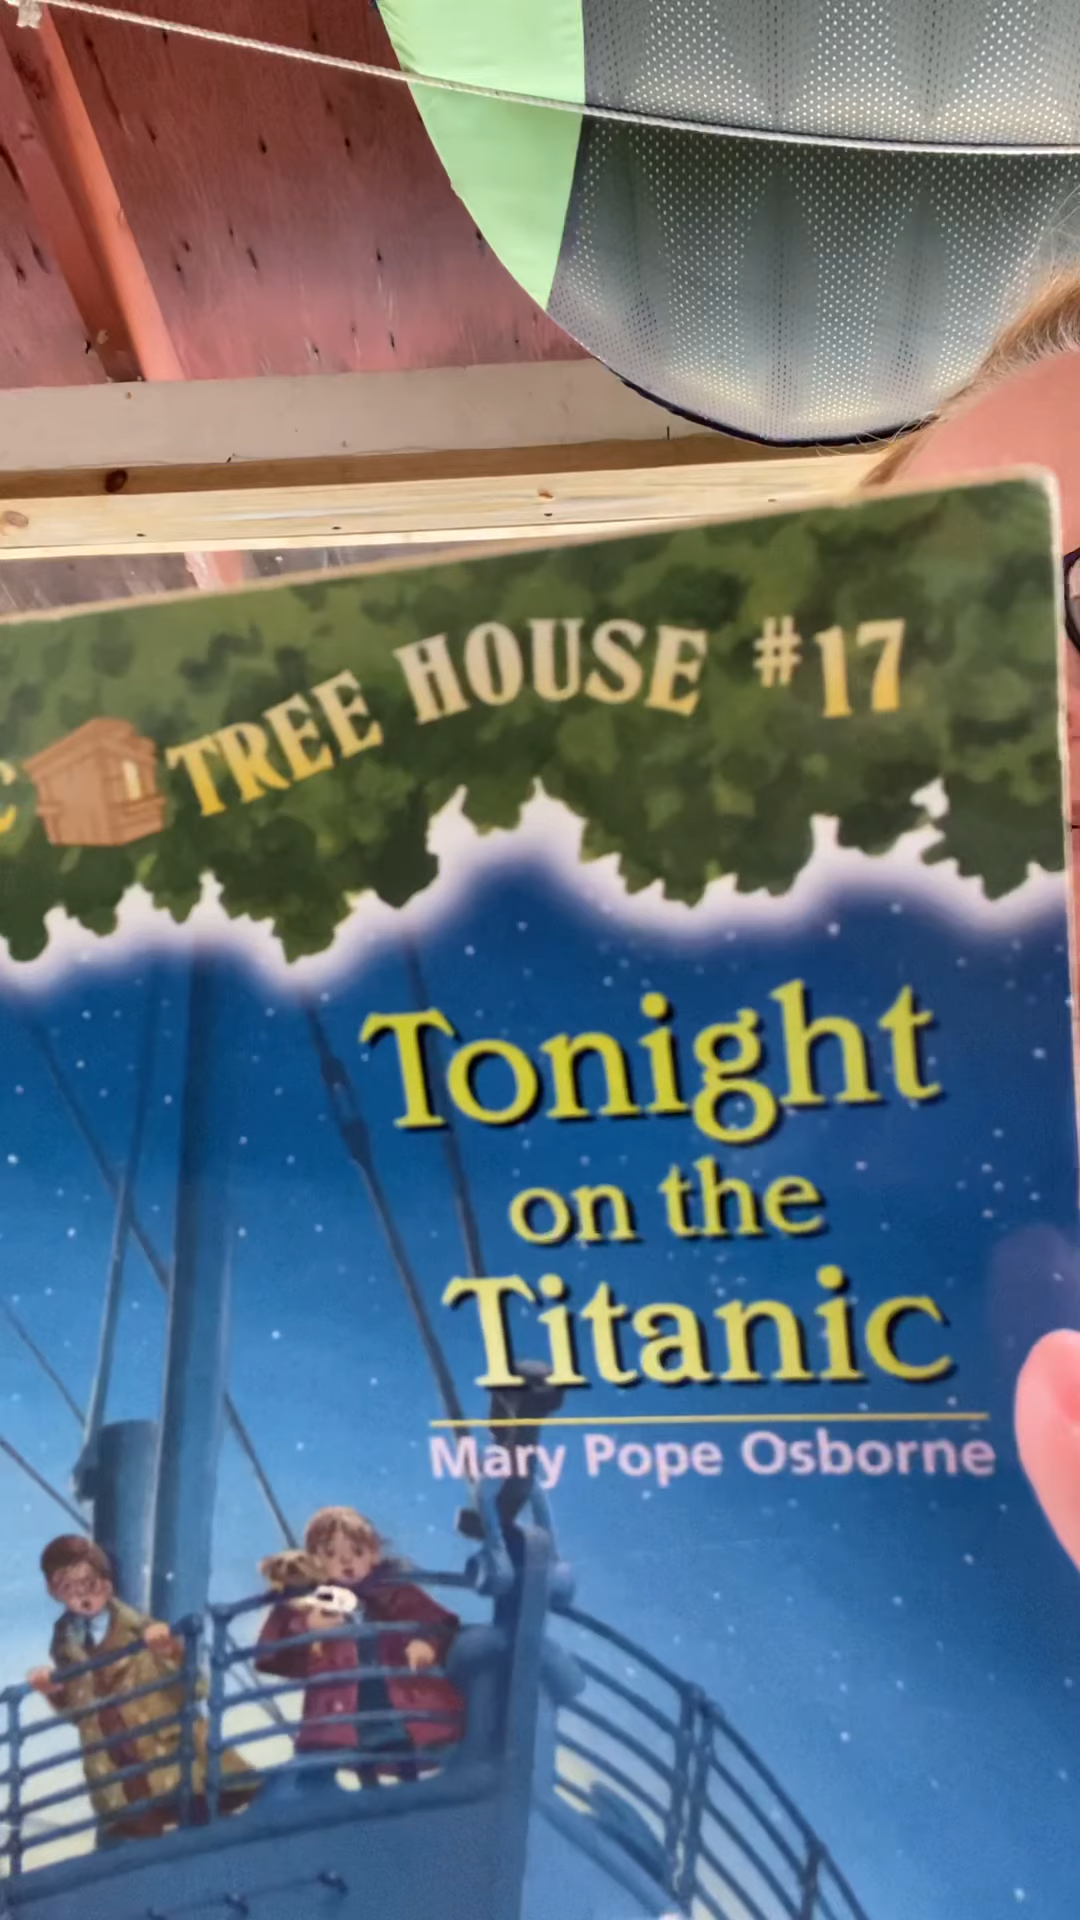 C TREE HOUSE #17
Tonight
on the
Titanic
Mary Pope Osborne